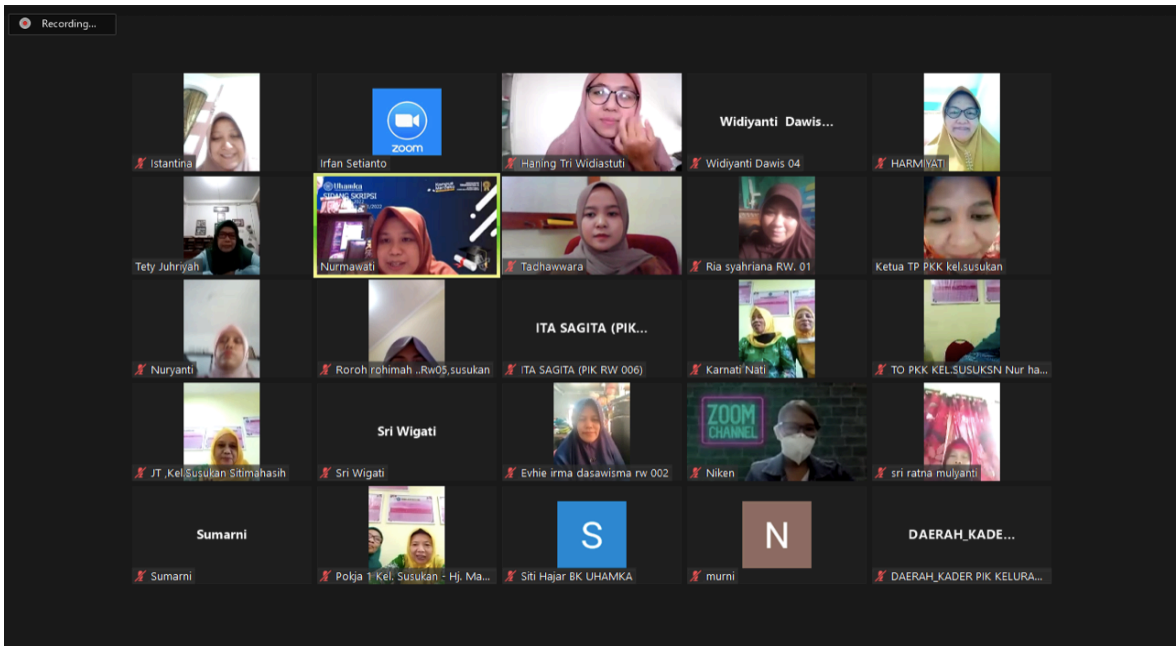 Recording...
Istantina
zoom
Irfan Setianto
Haning Tri Widiastuti
Widiyanti Dawis...
Widiyanti Dawis 04
HARMIYATI
Tety Juhriyah
Uhamka
SIDANG SKRIPSI
Nurmawati
Tadhawwara
Ria syahriana RW. 01
Ketua TP PKK kel.susukan
Nuryanti
Roroh rohimah ..Rw05,susukan
ITA SAGITA (PIK...
ITA SAGITA (PIK RW 006)
Karnati Nati
TO PKK KEL.SUSUKSN Nur ha...
JT ,Kel.Susukan Sitimahasih
Sri Wigati
Sri Wigati
Evhie irma dasawisma rw 002
ZOOM
CHANNEL
Niken
sri ratna mulyanti
Sumarni
Sumarni
Pokja 1 Kel. Susukan - Hj. Ma...
S
Siti Hajar BK UHAMKA
N
murni
DAERAH_KADE...
DAERAH_KADER PIK KELURA...